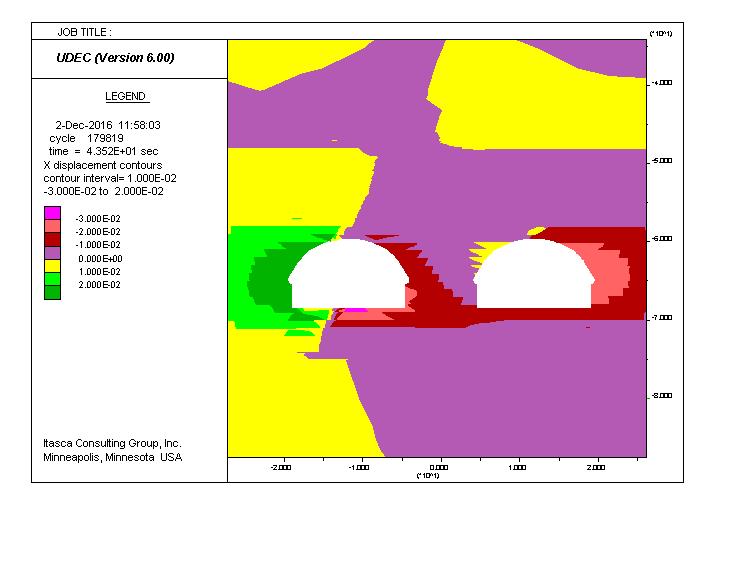 JOB TITLE :
UDEC (Version 6.00)
LEGEND
2-Dec-2016 11:58:03
cycle 179819
time = 4.352E+01 sec
X displacement contours
contour interval= 1.000E-02
-3.000E-02 to 2.000E-02
-3.000E-02
-2.000E-02
-1.000E-02
0.000E+00
1.000E-02
2.000E-02
Itasca Consulting Group, Inc.
Minneapolis, Minnesota USA
(*10^1)
-4.000
-5.000
-6.000
-7.000
-8.000
-2.000 -1.000 0.000 1.000 2.000
(*10^1)